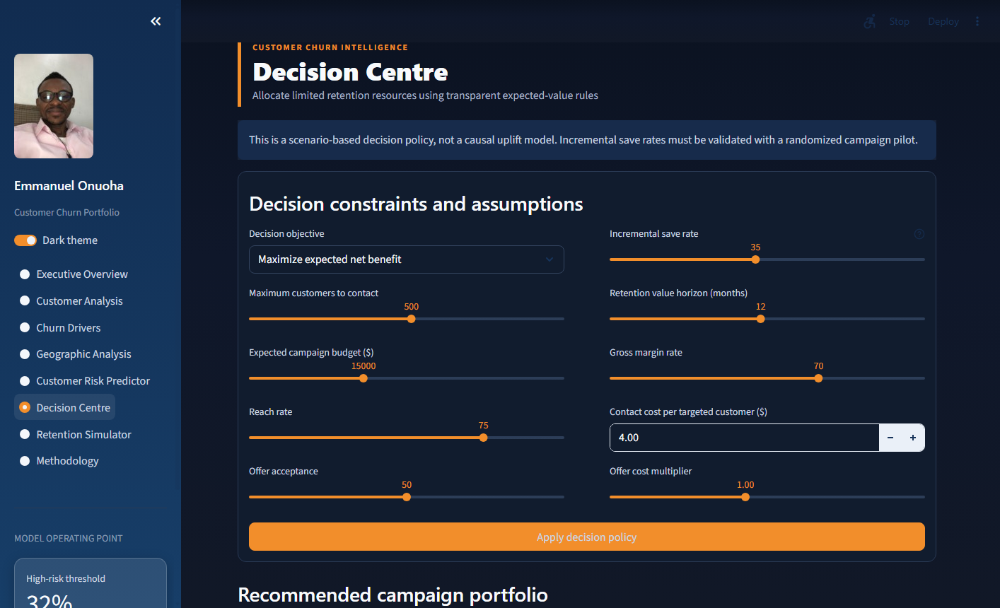 Stop
Deploy
Emmanuel Onuoha
Customer Churn Portfolio
Dark theme
Executive Overview
Customer Analysis
Churn Drivers
Geographic Analysis
Customer Risk Predictor
Decision Centre
Retention Simulator
Methodology
MODEL OPERATING POINT
High-risk threshold
32%
CUSTOMER CHURN INTELLIGENCE
Decision Centre
Allocate limited retention resources using transparent expected-value rules
This is a scenario-based decision policy, not a causal uplift model. Incremental save rates must be validated with a randomized campaign pilot.
Decision constraints and assumptions
Decision objective
Maximize expected net benefit
Incremental save rate
35
Maximum customers to contact
500
Retention value horizon (months)
12
Expected campaign budget ($)
15000
Gross margin rate
70
Reach rate
75
Contact cost per targeted customer ($)
4.00
Offer acceptance
50
Offer cost multiplier
1.00
Apply decision policy
Recommended campaign portfolio